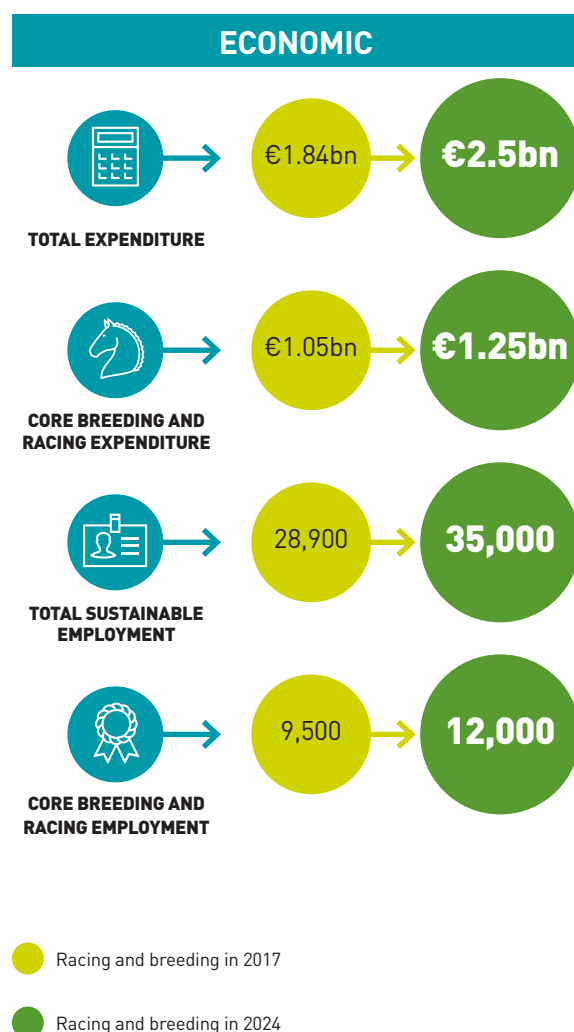 ECONOMIC
€1.84bn
€2.5bn
TOTAL EXPENDITURE
€1.05bn
€1.25bn
CORE BREEDING AND
RACING EXPENDITURE
28,900
35,000
TOTAL SUSTAINABLE
EMPLOYMENT
9,500
12,000
CORE BREEDING AND
RACING EMPLOYMENT
Racing and breeding in 2017
Racing and breeding in 2024